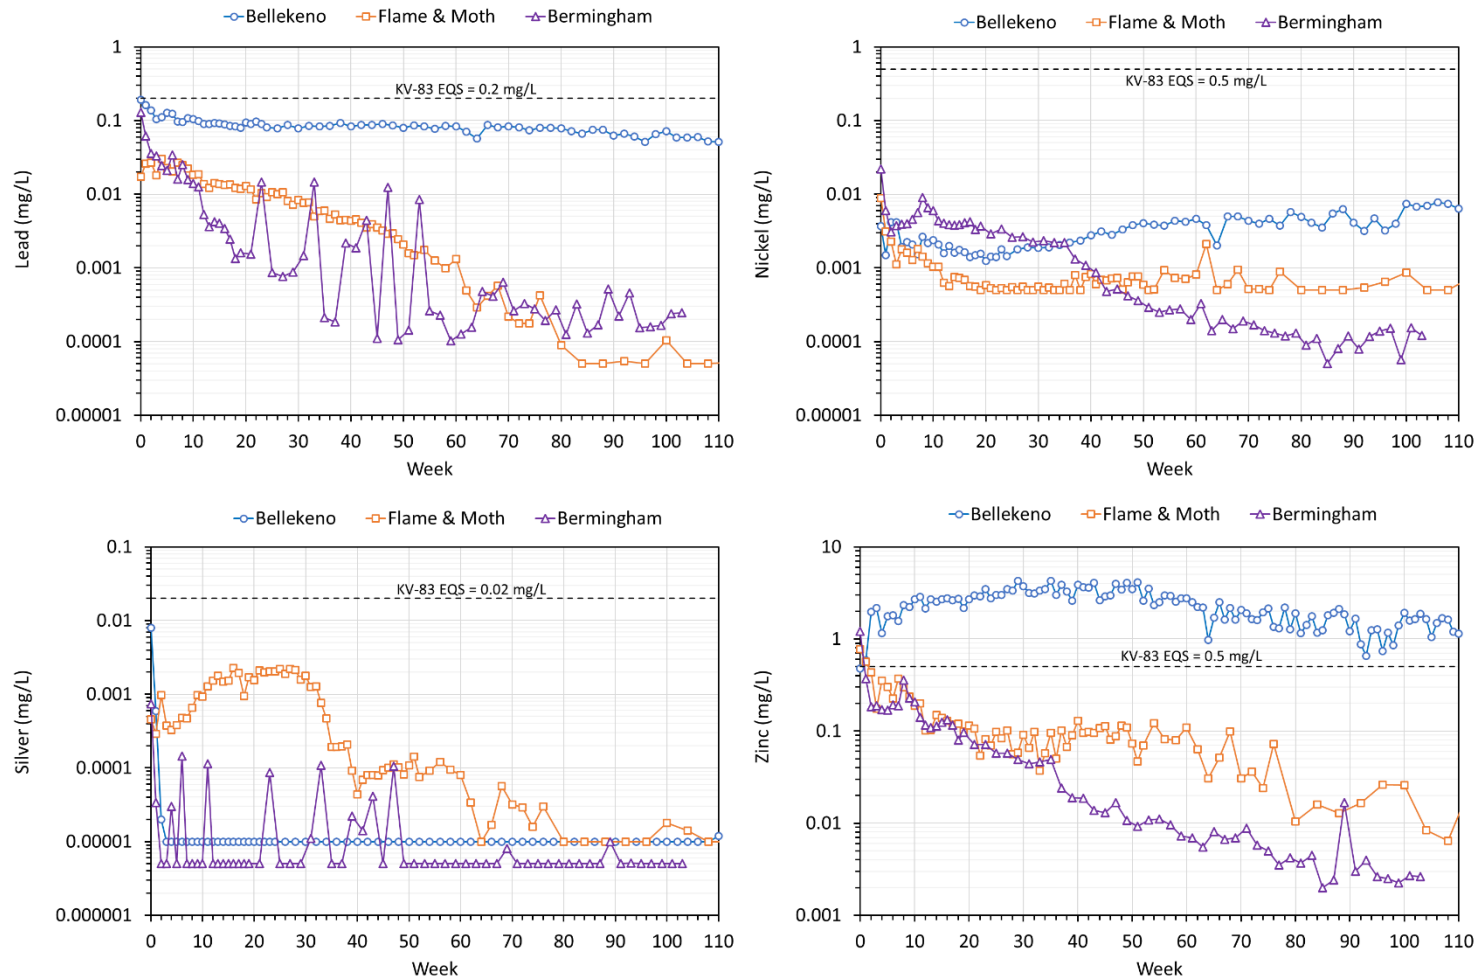 Bellekeno Flame & Moth Bermingham
1
0.1
0.01
0.001
0.0001
0.00001
Lead (mg/L)
KV-83 EQS = 0.2 mg/L
0 10 20 30 40 50 60 70 80 90 100 110
Week
Bellekeno Flame & Moth Bermingham
1
0.1
0.01
0.001
0.0001
0.00001
Nickel (mg/L)
KV-83 EQS = 0.5 mg/L
0 10 20 30 40 50 60 70 80 90 100 110
Week
Bellekeno Flame & Moth Bermingham
0.1
0.01
0.001
0.0001
0.00001
0.000001
Silver (mg/L)
KV-83 EQS = 0.02 mg/L
0 10 20 30 40 50 60 70 80 90 100 110
Week
Bellekeno Flame & Moth Bermingham
10
1
0.1
0.01
0.001
Zinc (mg/L)
KV-83 EQS = 0.5 mg/L
0 10 20 30 40 50 60 70 80 90 100 110
Week